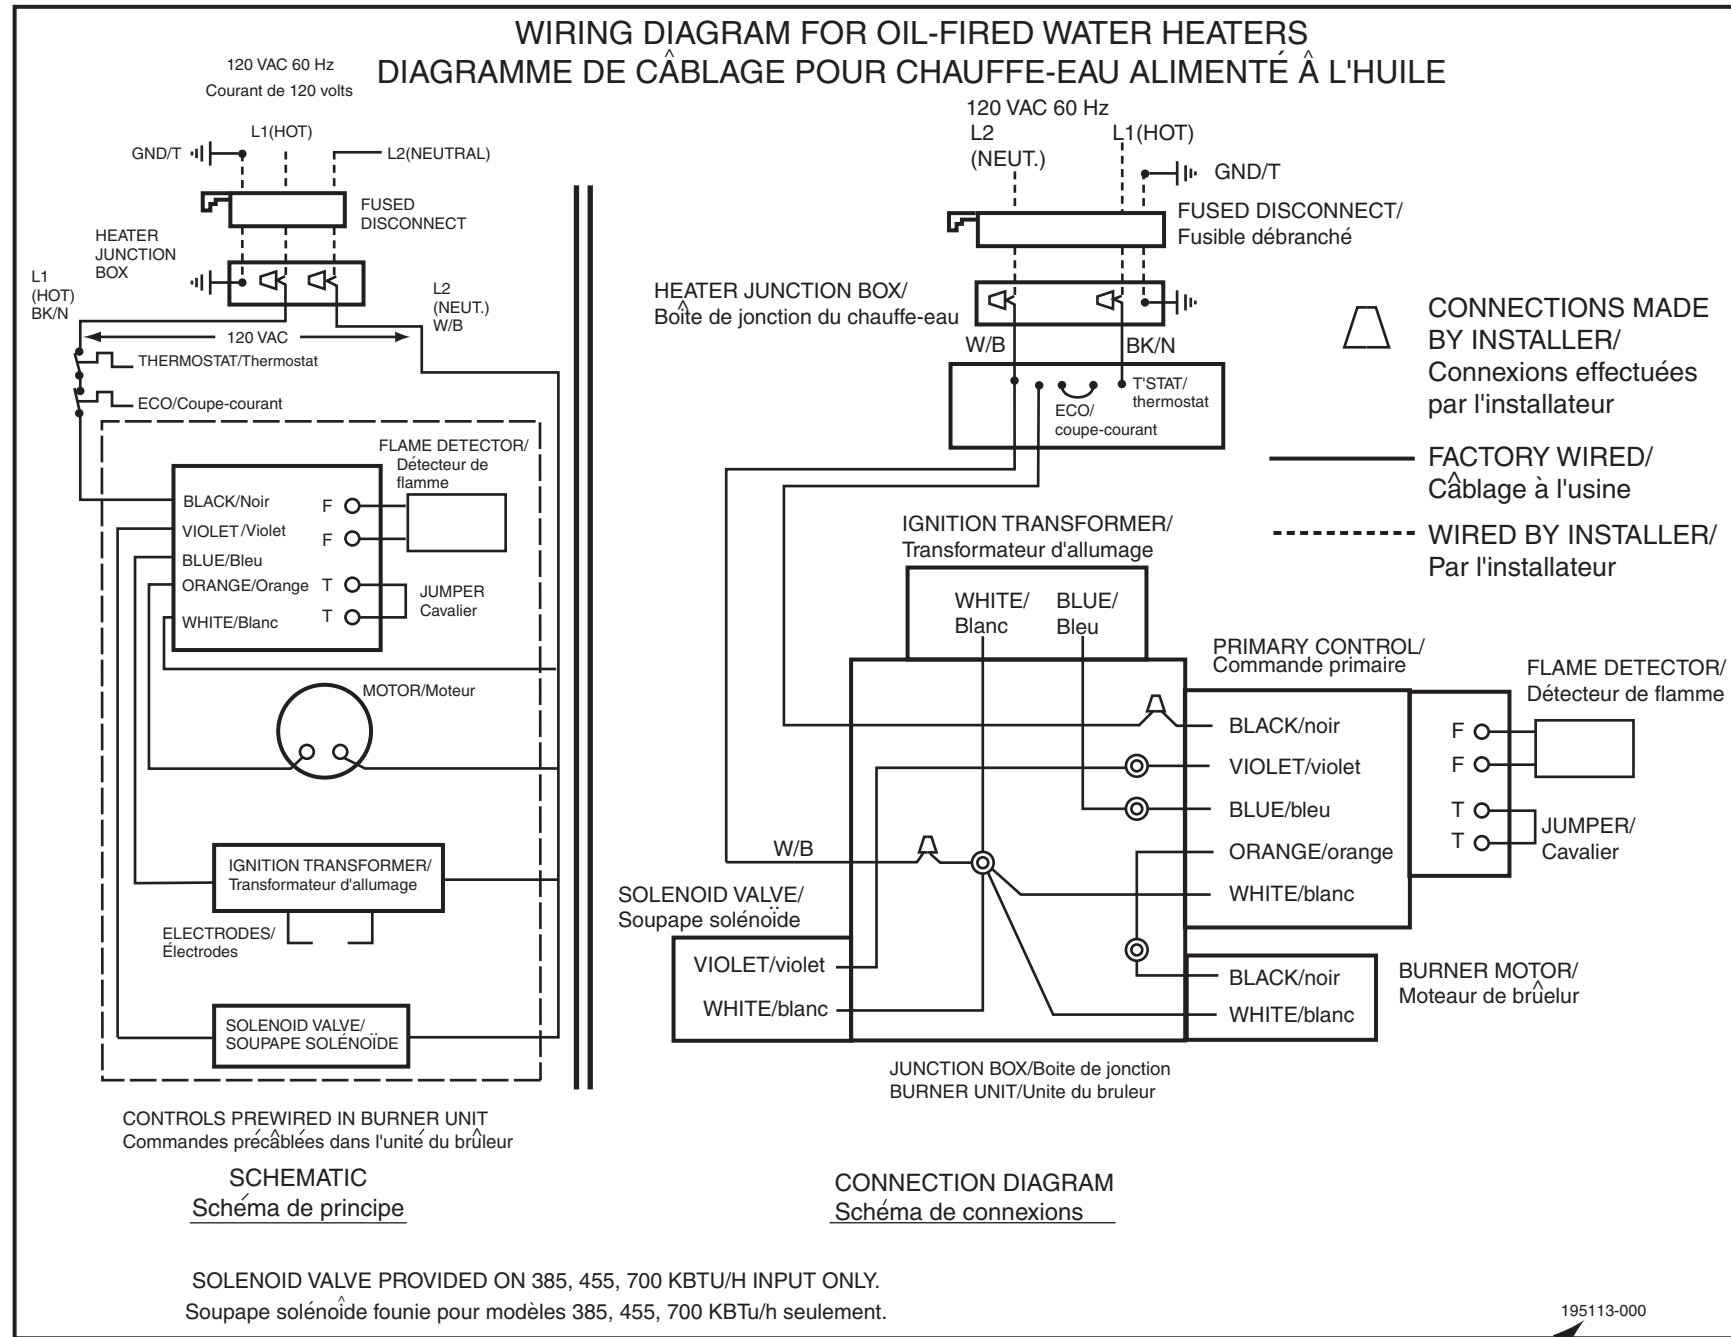 WIRING DIAGRAM FOR OIL-FIRED WATER HEATERS
DIAGRAMME DE CÂBLAGE POUR CHAUFFE-EAU ALIMENTÉ Â L'HUILE
120 VAC 60 Hz
Courant de 120 volts
L1(HOT)
GND/T
L2(NEUTRAL)
FUSED
DISCONNECT
HEATER
JUNCTION
BOX
L1
(HOT)
BK/N
L2
(NEUT.)
W/B
120 VAC
THERMOSTAT/Thermostat
ECO/Coupe-courant
FLAME DETECTOR/
Détecteur de
flamme
BLACK/Noir
VIOLET/Violet
BLUE/Bleu
ORANGE/Orange
WHITE/Blanc
F
F
T
T
JUMPER
Cavalier
MOTOR/Moteur
IGNITION TRANSFORMER/
Transformateur d'allumage
ELECTRODES/
Électrodes
SOLENOID VALVE/
SOUPAPE SOLÉNOÏDE
CONTROLS PREWIRED IN BURNER UNIT
Commandes précâblées dans l'unité du brûleur
SCHEMATIC
Schéma de principe
120 VAC 60 Hz
L2
(NEUT.)
L1(HOT)
GND/T
FUSED DISCONNECT/
Fusible débranché
HEATER JUNCTION BOX/
Boîte de jonction du chauffe-eau
W/B
BK/N
T'STAT/
thermostat
ECO/
coupe-courant
CONNECTIONS MADE
BY INSTALLER/
Connexions effectuées
par l'installateur
FACTORY WIRED/
Câblage à l'usine
WIRED BY INSTALLER/
Par l'installateur
IGNITION TRANSFORMER/
Transformateur d'allumage
WHITE/
Blanc
BLUE/
Bleu
PRIMARY CONTROL/
Commande primaire
FLAME DETECTOR/
Détecteur de flamme
BLACK/noir
VIOLET/violet
BLUE/bleu
ORANGE/orange
WHITE/blanc
F
F
T
T
JUMPER/
Cavalier
W/B
SOLENOID VALVE/
Soupape solénoïde
VIOLET/violet
WHITE/blanc
BLACK/noir
WHITE/blanc
BURNER MOTOR/
Moteaur de brûelur
JUNCTION BOX/Boite de jonction
BURNER UNIT/Unite du bruleur
CONNECTION DIAGRAM
Schéma de connexions
SOLENOID VALVE PROVIDED ON 385, 455, 700 KBTU/H INPUT ONLY.
Soupape solénoîde founie pour modèles 385, 455, 700 KBTu/h seulement.
195113-000